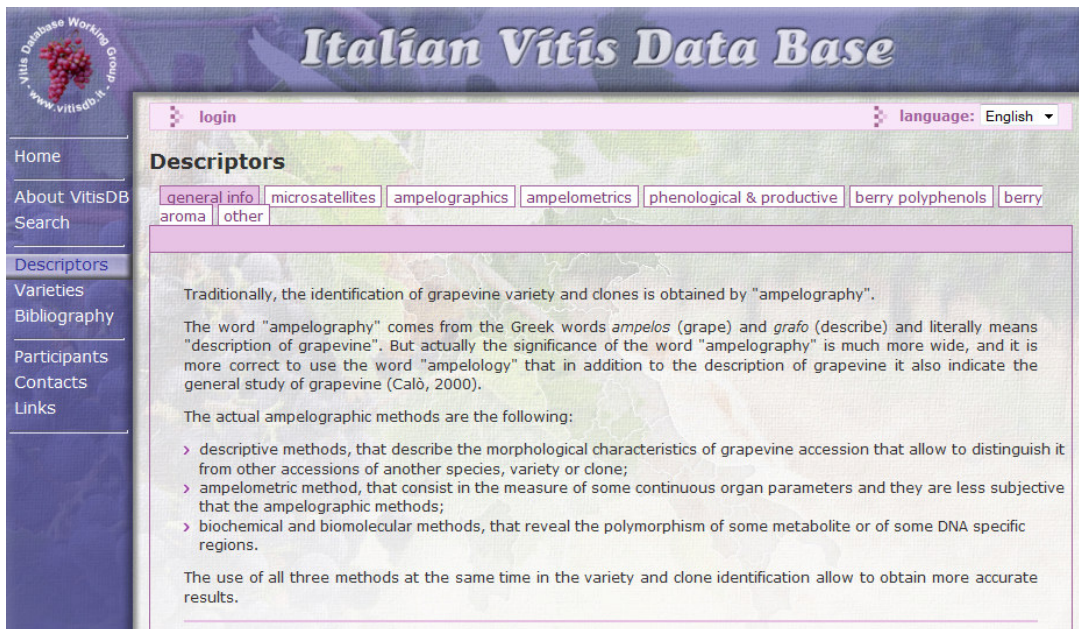 Vitis Database Working Group - www.vitisdb.it -
Italian Vitis Data Base
login
language: English
Home
About VitisDB
Search
Descriptors
Varieties
Bibliography
Participants
Contacts
Links
Descriptors
general info microsatellites ampelographics ampelometrics phenological & productive berry polyphenols berry
aroma other
Traditionally, the identification of grapevine variety and clones is obtained by "ampelography".
The word "ampelography" comes from the Greek words ampelos (grape) and grafo (describe) and literally means
"description of grapevine". But actually the significance of the word "ampelography" is much more wide, and it is
more correct to use the word "ampelology" that in addition to the description of grapevine it also indicate the
general study of grapevine (Calò, 2000).
The actual ampelographic methods are the following:
descriptive methods, that describe the morphological characteristics of grapevine accession that allow to distinguish it
from other accessions of another species, variety or clone;
ampelometric method, that consist in the measure of some continuous organ parameters and they are less subjective
that the ampelographic methods;
biochemical and biomolecular methods, that reveal the polymorphism of some metabolite or of some DNA specific
regions.
The use of all three methods at the same time in the variety and clone identification allow to obtain more accurate
results.